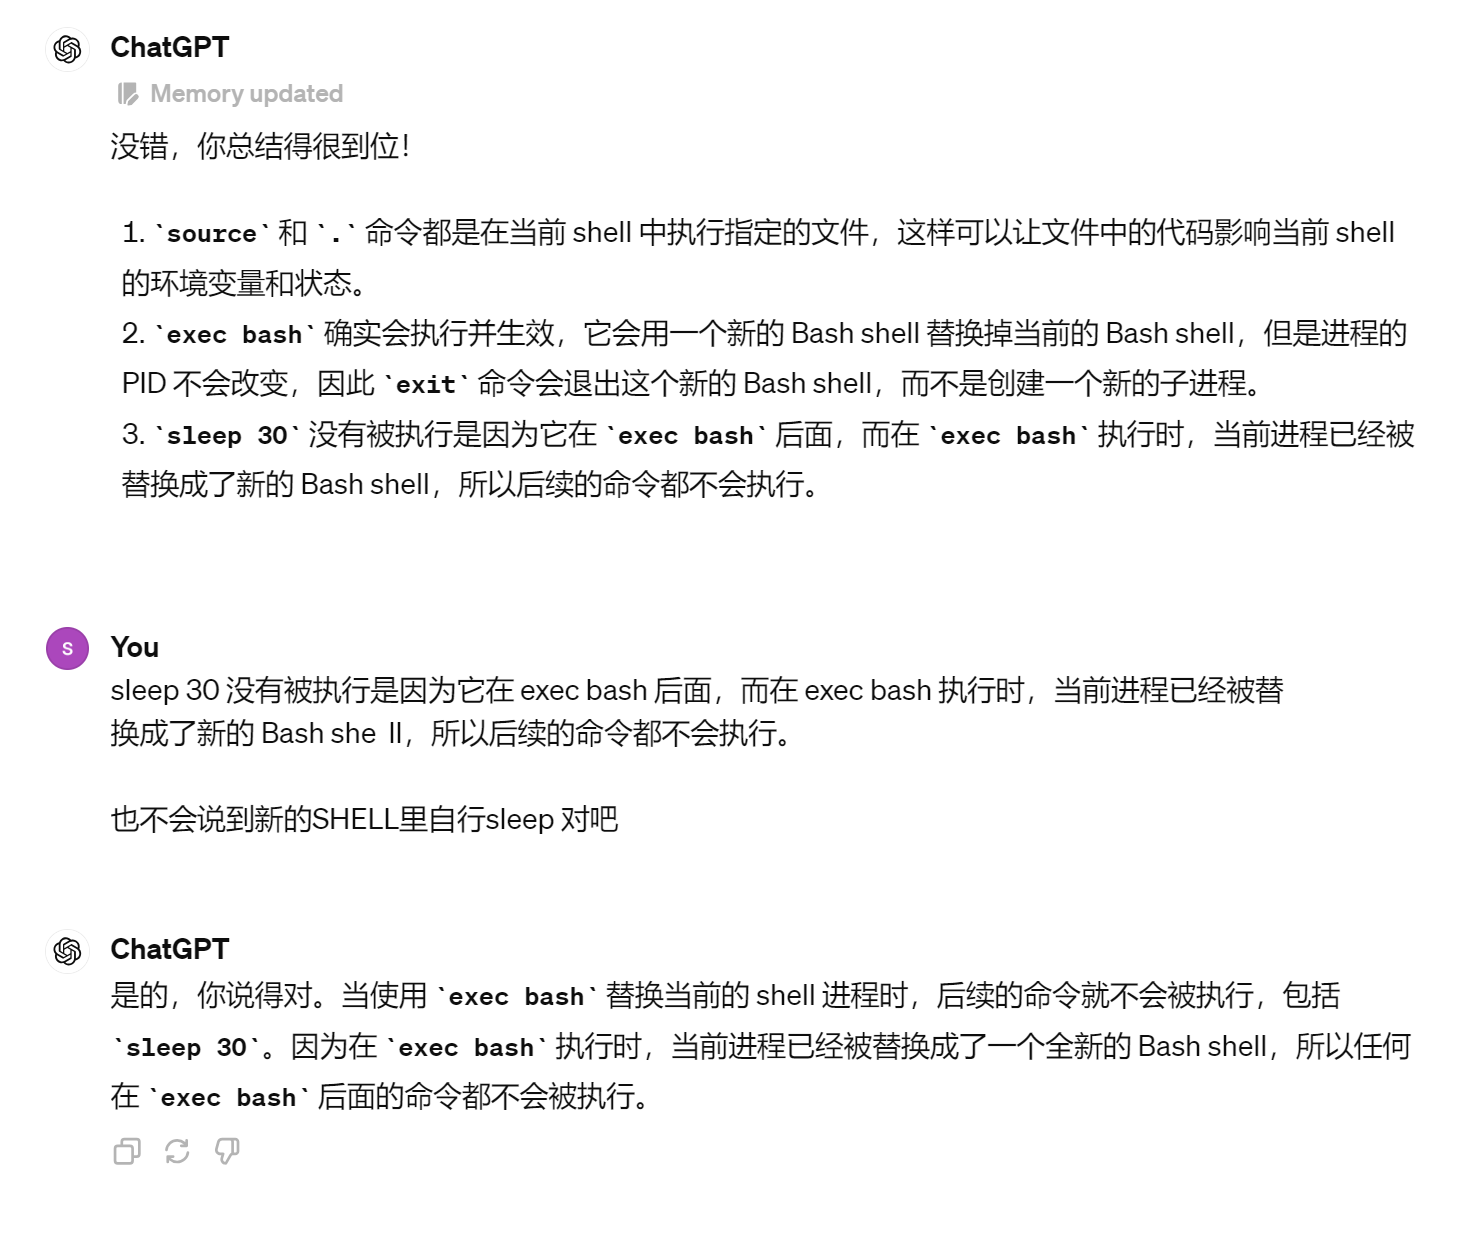 ChatGPT
Memory updated
没错，你总结得很到位！
1. `source` 和 `.` 命令都是在当前 shell 中执行指定的文件，这样可以让文件中的代码影响当前 shell
的环境变量和状态。
2. `exec bash` 确实会执行并生效，它会用一个新的 Bash shell 替换掉当前的 Bash shell，但是进程的
PID 不会改变，因此 `exit` 命令会退出这个新的 Bash shell，而不是创建一个新的子进程。
3. `sleep 30` 没有被执行是因为它在 `exec bash` 后面，而在 `exec bash` 执行时，当前进程已经被
替换成了新的 Bash shell，所以后续的命令都不会执行。
S
You
sleep 30 没有被执行是因为它在 exec bash 后面，而在 exec bash 执行时，当前进程已经被替
换成了新的 Bash she ll，所以后续的命令都不会执行。
也不会说到新的SHELL里自行sleep 对吧
ChatGPT
是的，你说得对。当使用 `exec bash` 替换当前的 shell 进程时，后续的命令就不会被执行，包括
`sleep 30`。因为在 `exec bash` 执行时，当前进程已经被替换成了一个全新的 Bash shell，所以任何
在 `exec bash` 后面的命令都不会被执行。